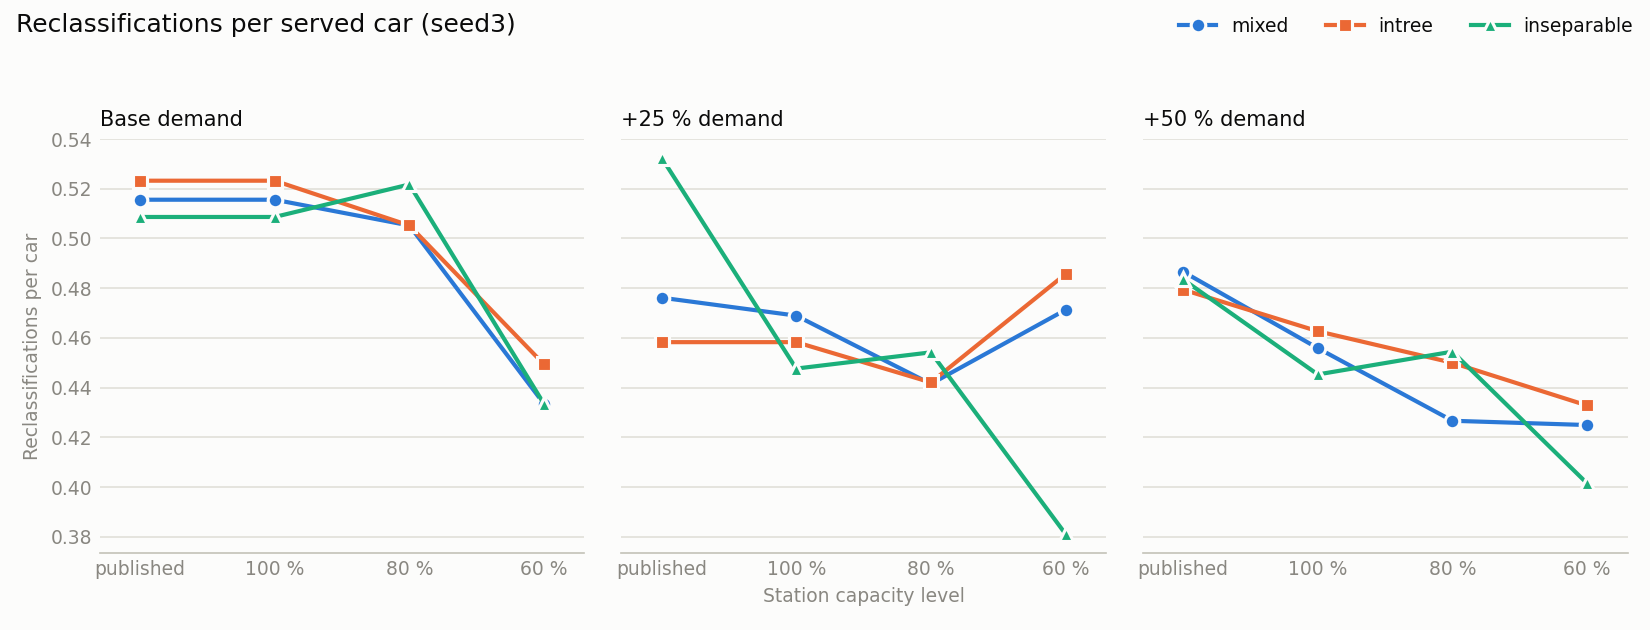 Reclassifications per served car (seed3)
mixed
intree
inseparable
Base demand
+25 % demand
+50 % demand
Reclassifications per car
0.54
0.52
0.50
0.48
0.46
0.44
0.42
0.40
0.38
published 100 % 80 % 60 %
published 100 % 80 % 60 %
published 100 % 80 % 60 %
Station capacity level